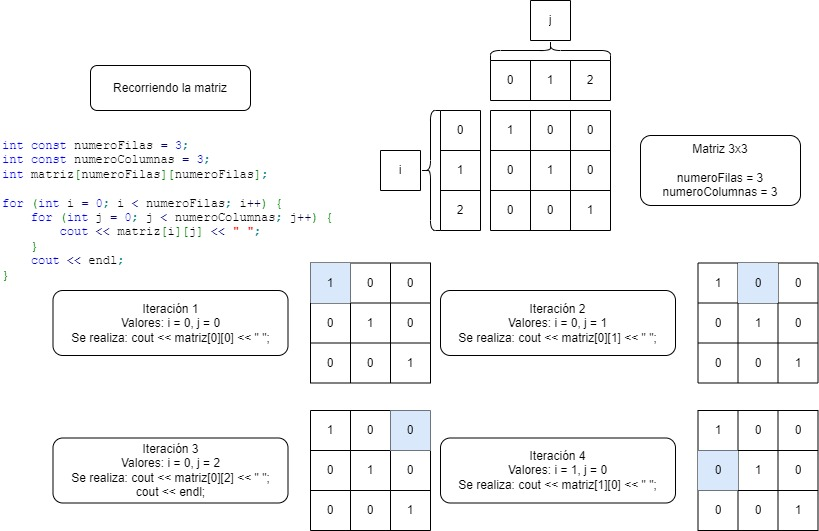 j
Recorriendo la matriz
0 1 2
int const numeroFilas = 3;
int const numeroColumnas = 3;
int matriz[numeroFilas][numeroFilas];
for (int i = 0; i < numeroFilas; i++) {
for (int j = 0; j < numeroColumnas; j++) {
cout << matriz[i][j] << " ";
}
cout << endl;
}
i
0 1 0 0
1 0 1 0
2 0 0 1
Matriz 3x3
numeroFilas = 3
numeroColumnas = 3
Iteración 1
Valores: i = 0, j = 0
Se realiza: cout << matriz[0][0] << " ";
1 0 0
0 1 0
0 0 1
Iteración 2
Valores: i = 0, j = 1
Se realiza: cout << matriz[0][1] << " ";
1 0 0
0 1 0
0 0 1
Iteración 3
Valores: i = 0, j = 2
Se realiza: cout << matriz[0][2] << " ";
cout << endl;
1 0 0
0 1 0
0 0 1
Iteración 4
Valores: i = 1, j = 0
Se realiza: cout << matriz[1][0] << " ";
1 0 0
0 1 0
0 0 1